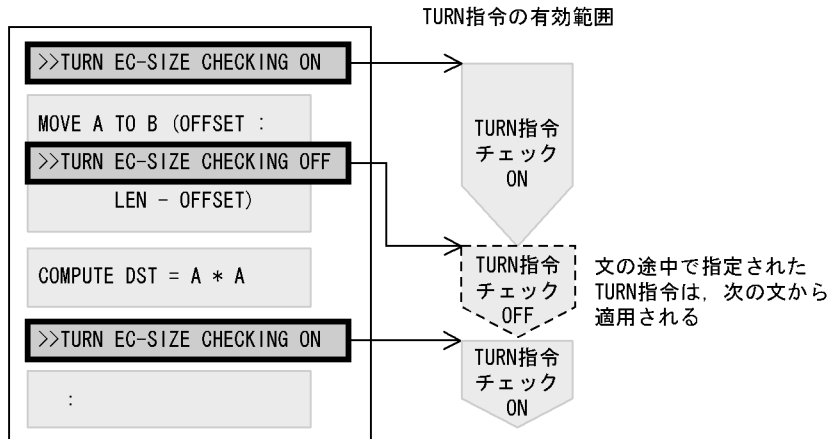 TURN指令の有効範囲
>>TURN EC-SIZE CHECKING ON
MOVE A TO B (OFFSET :
>>TURN EC-SIZE CHECKING OFF
LEN - OFFSET)
COMPUTE DST = A * A
>>TURN EC-SIZE CHECKING ON
:
TURN指令
チェック
ON
TURN指令
チェック
OFF
文の途中で指定された
TURN指令は，次の文から
適用される
TURN指令
チェック
ON